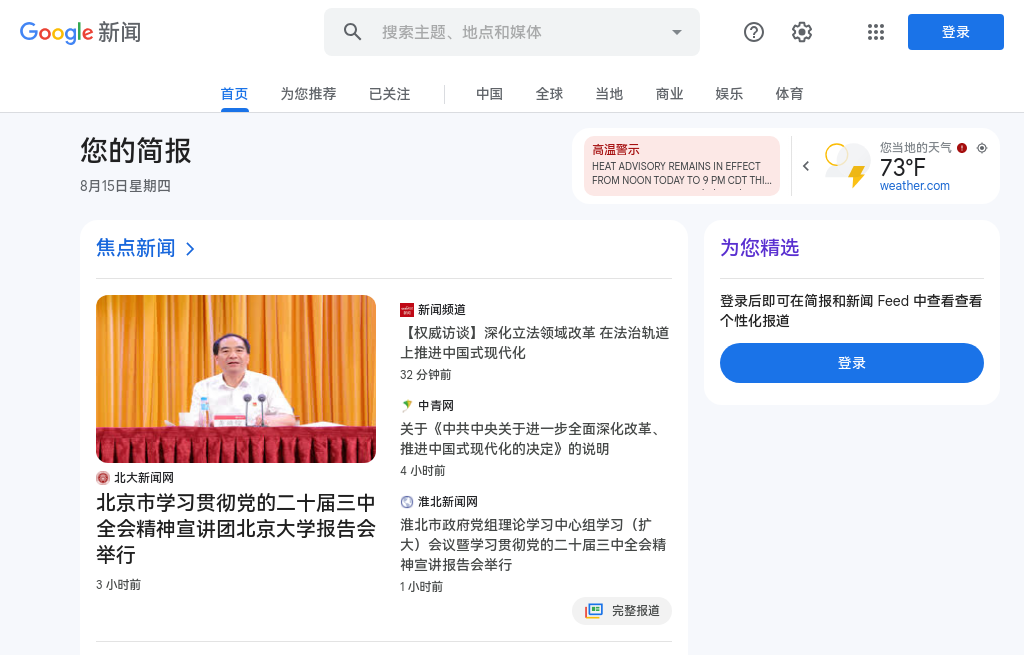 Google 新闻
搜索主题、地点和媒体
登录
首页
为您推荐
已关注
中国
全球
当地
商业
娱乐
体育
您的简报
8月15日星期四
高温警示
HEAT ADVISORY REMAINS IN EFFECT
FROM NOON TODAY TO 9 PM CDT THI...
您当地的天气
73°F
weather.com
焦点新闻
北大新闻网
北京市学习贯彻党的二十届三中
全会精神宣讲团北京大学报告会
举行
3 小时前
新闻频道
【权威访谈】深化立法领域改革 在法治轨道
上推进中国式现代化
32 分钟前
中青网
关于《中共中央关于进一步全面深化改革、
推进中国式现代化的决定》的说明
4 小时前
淮北新闻网
淮北市政府党组理论学习中心组学习（扩
大）会议暨学习贯彻党的二十届三中全会精
神宣讲报告会举行
1 小时前
完整报道
为您精选
登录后即可在简报和新闻 Feed 中查看查看
个性化报道
登录